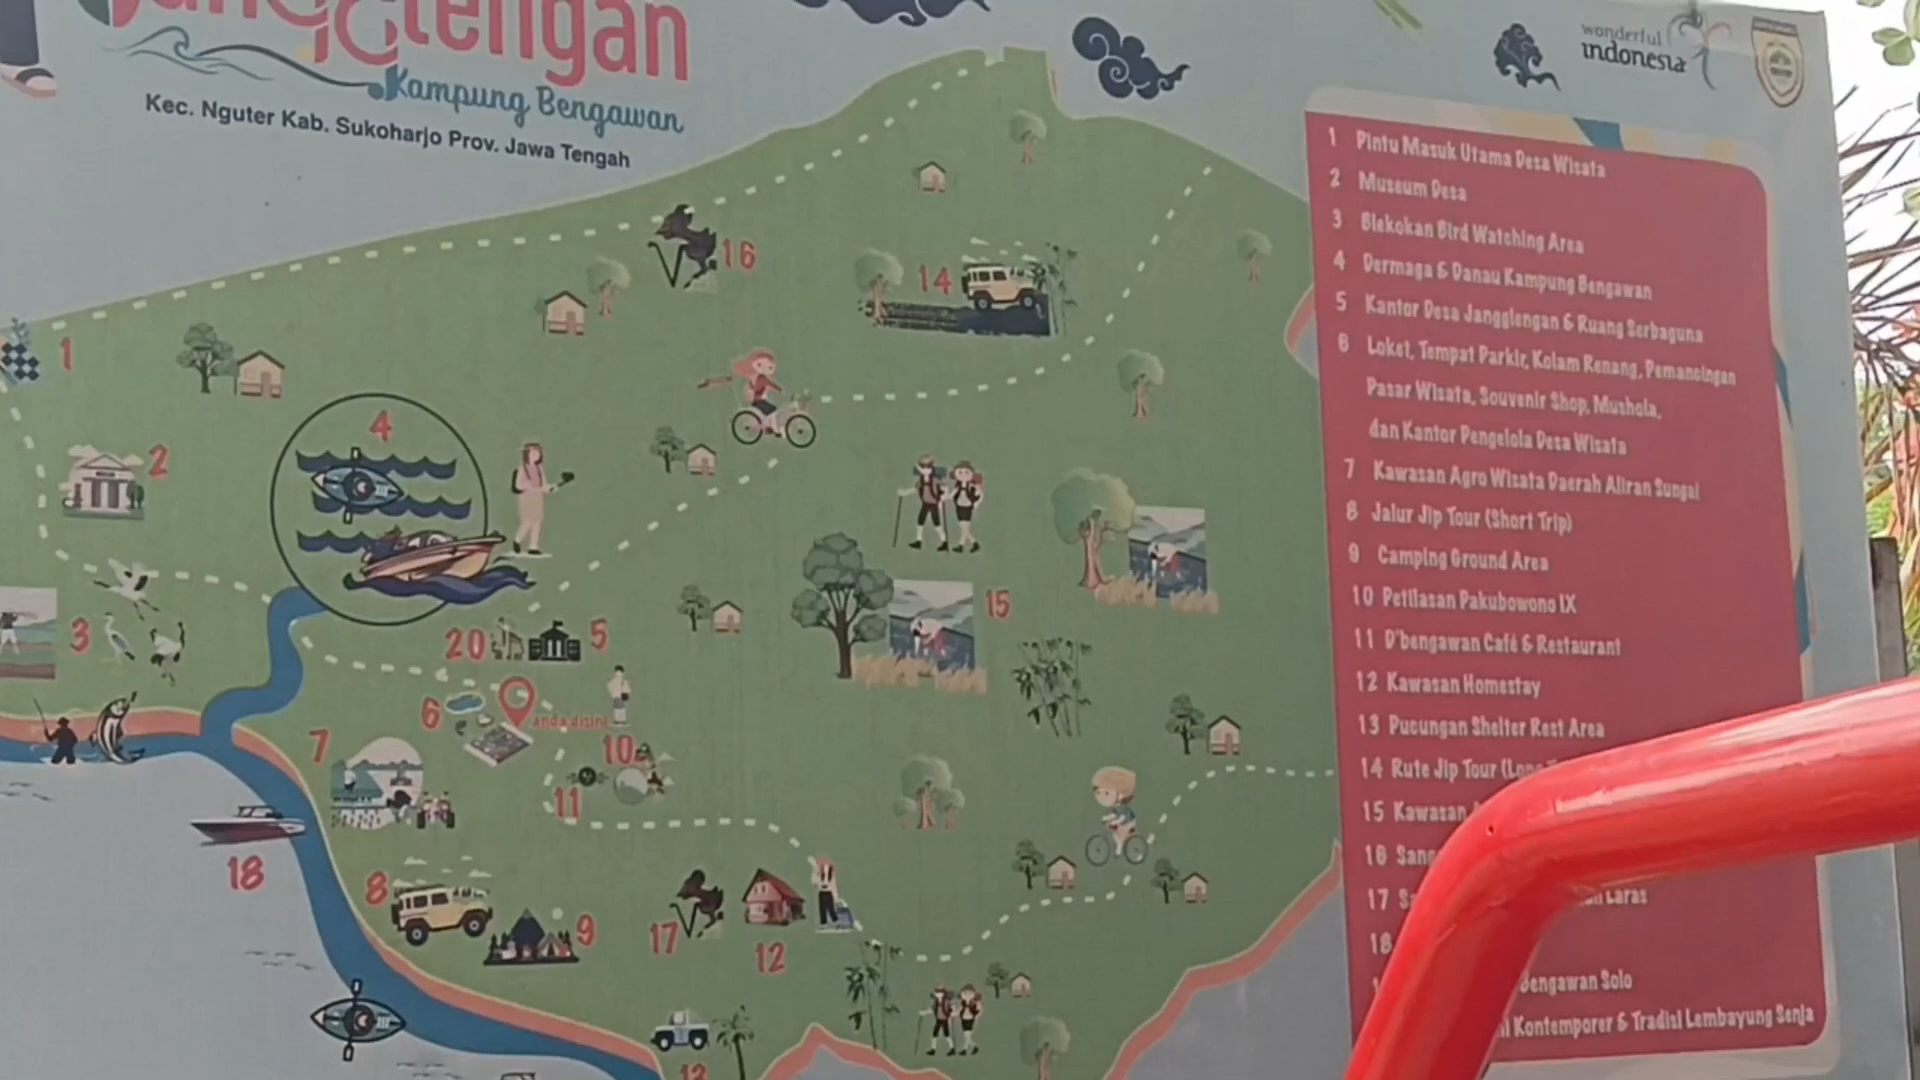 Kampung Bengawan
Kec. Nguter Kab. Sukoharjo Prov. Jawa Tengah
wonderful
indonesia
1 Pintu Masuk Utama Desa Wisata
2 Museum Desa
3 Blekokan Bird Watching Area
4 Dermaga & Danau Kampung Bengawan
5 Kantor Desa Jangglengan & Ruang Serbaguna
6 Loket, Tempat Parkir, Kolam Renang, Pemancingan
Pasar Wisata, Souvenir Shop, Mushola,
dan Kantor Pengelola Desa Wisata
7 Kawasan Agro Wisata Daerah Aliran Sungai
8 Jalur Jip Tour (Short Trip)
9 Camping Ground Area
10 Petilasan Pakubowono IX
11 D'bengawan Café & Restaurant
12 Kawasan Homestay
13 Pucungan Shelter Rest Area
14 Rute Jip Tour
15 Kawasan
16
17 Laras
18
Bengawan Solo
Kontemporer & Tradisi Lembayung Senja
16
14
1
4
2
15
3
20 5
6
anda disini
7
10
11
18
8
9
17
12
13